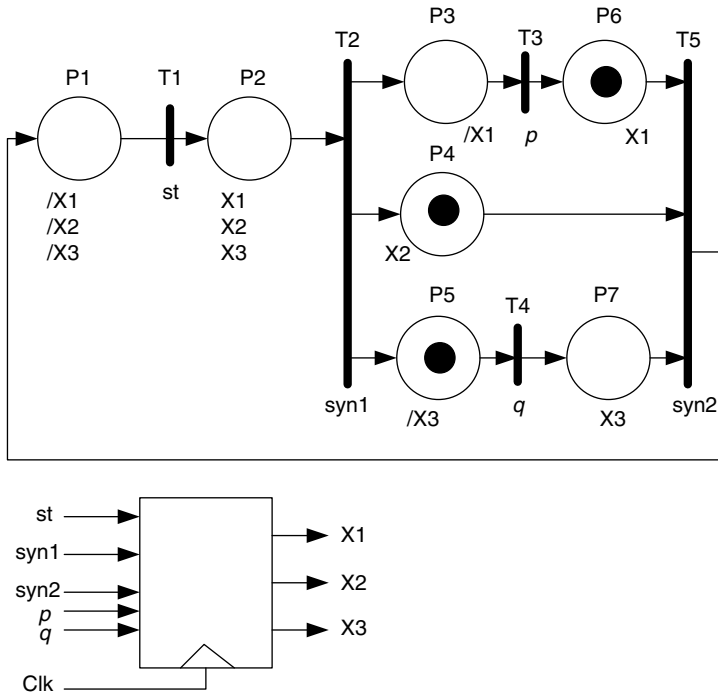 P3
T3
P6
T2
T5
P1
T1
P2
/X1
p
X1
P4
st
/X1
/X2
/X3
X1
X2
X3
X2
P5
T4
P7
syn1
/X3
q
X3
syn2
st
syn1
syn2
p
q
Clk
X1
X2
X3